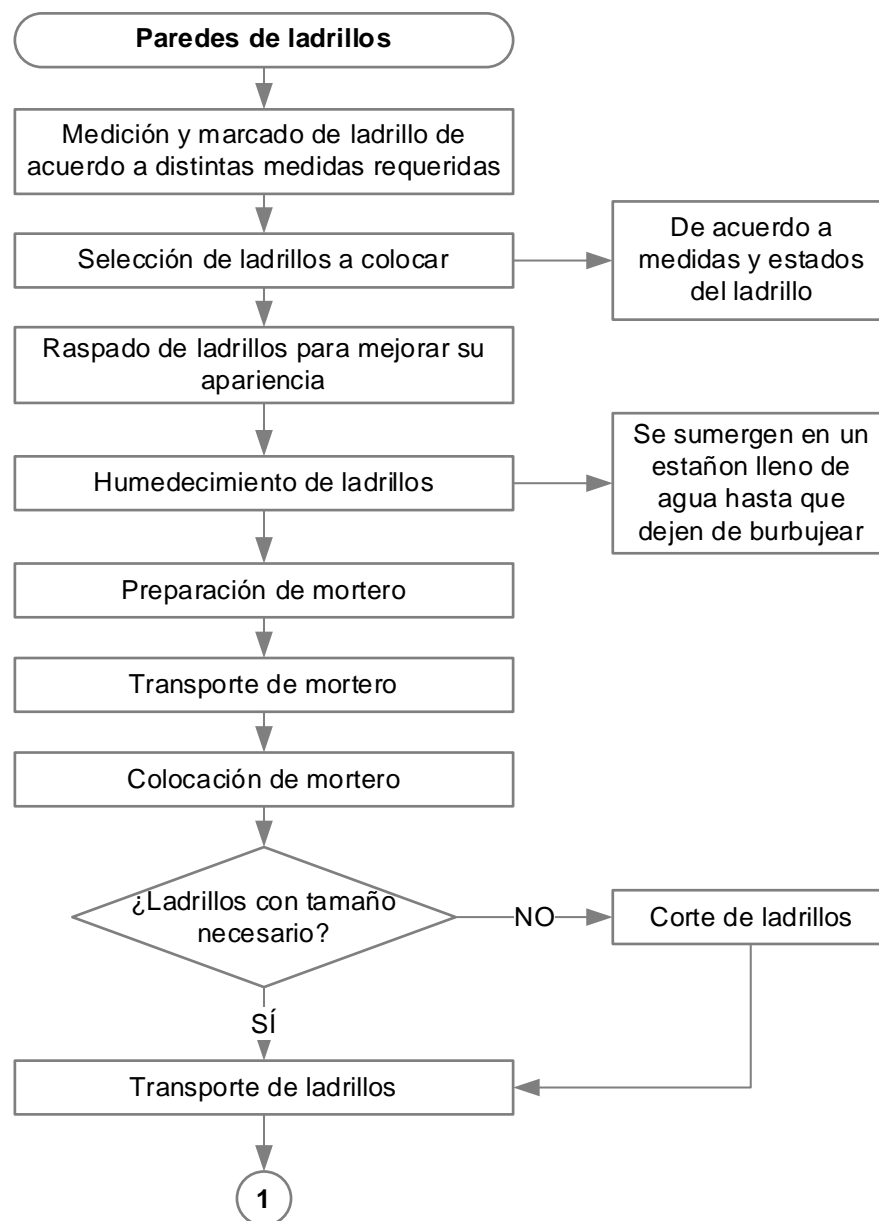 Paredes de ladrillos
Medición y marcado de ladrillo de
acuerdo a distintas medidas requeridas
Selección de ladrillos a colocar
De acuerdo a
medidas y estados
del ladrillo
Raspado de ladrillos para mejorar su
apariencia
Humedecimiento de ladrillos
Se sumergen en un
estañon lleno de
agua hasta que
dejen de burbujear
Preparación de mortero
Transporte de mortero
Colocación de mortero
¿Ladrillos con tamaño
necesario?
NO
Corte de ladrillos
SÍ
Transporte de ladrillos
1